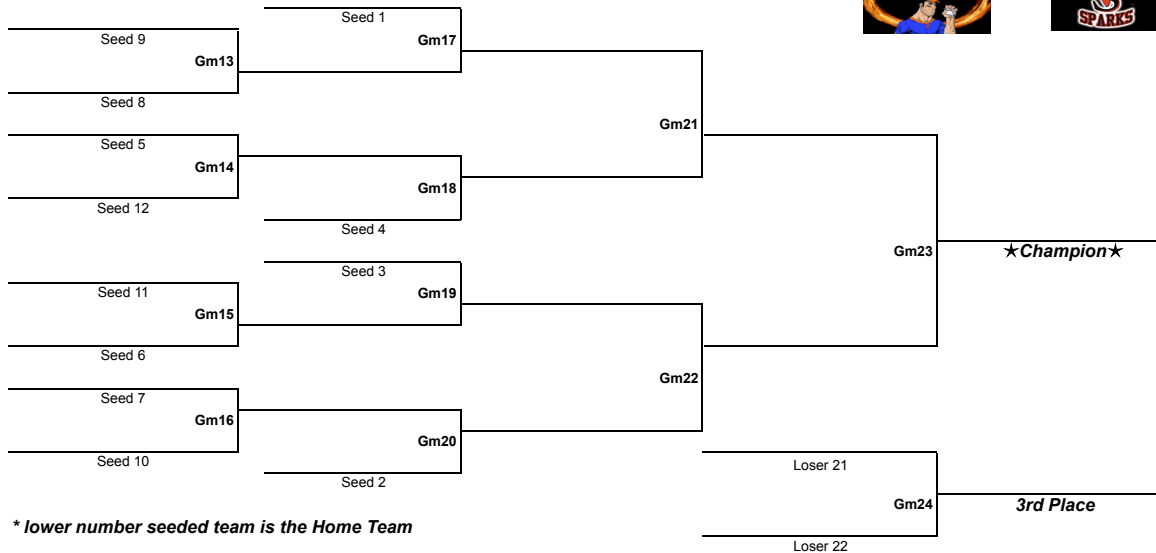 Seed 1
SPARKS
Seed 9
Gm17
Gm13
Seed 8
Gm21
Seed 5
Gm14
Gm18
Seed 12
Seed 4
Gm23
★Champion★
Seed 3
Seed 11
Gm19
Gm15
Seed 6
Gm22
Seed 7
Gm16
Gm20
Seed 10
Loser 21
Seed 2
Gm24
3rd Place
* lower number seeded team is the Home Team
Loser 22